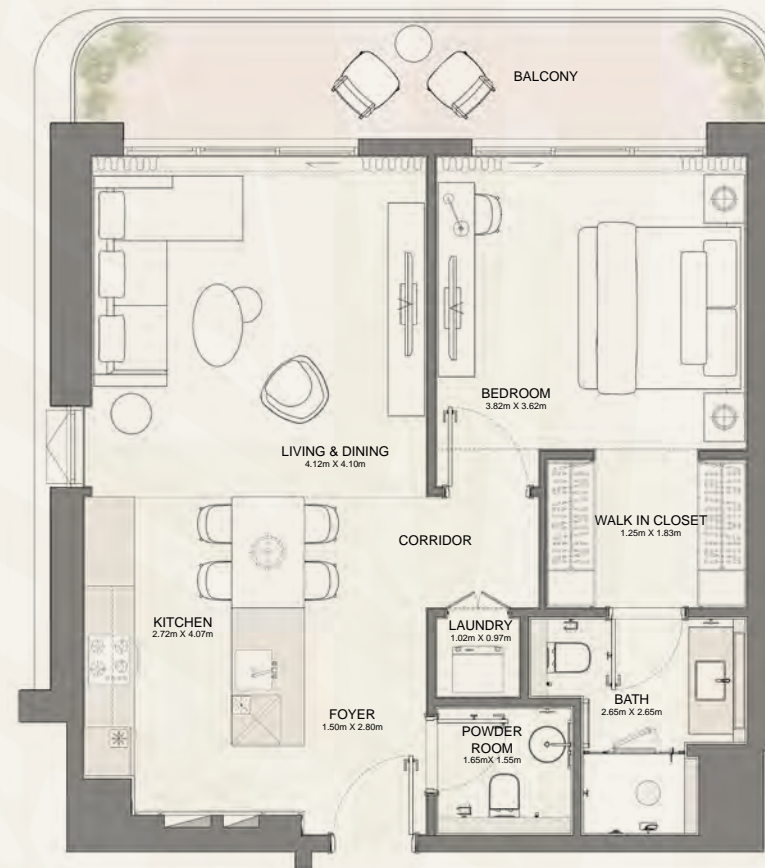 BALCONY
BEDROOM
3.82m X 3.62m
LIVING & DINING
4.12m X 4.10m
WALK IN CLOSET
1.25m X 1.83m
CORRIDOR
KITCHEN
2.72m X 4.07m
LAUNDRY
1.02m X 0.97m
BATH
2.65m X 2.65m
FOYER
1.50m X 2.80m
POWDER
ROOM
1.65mX 1.55m